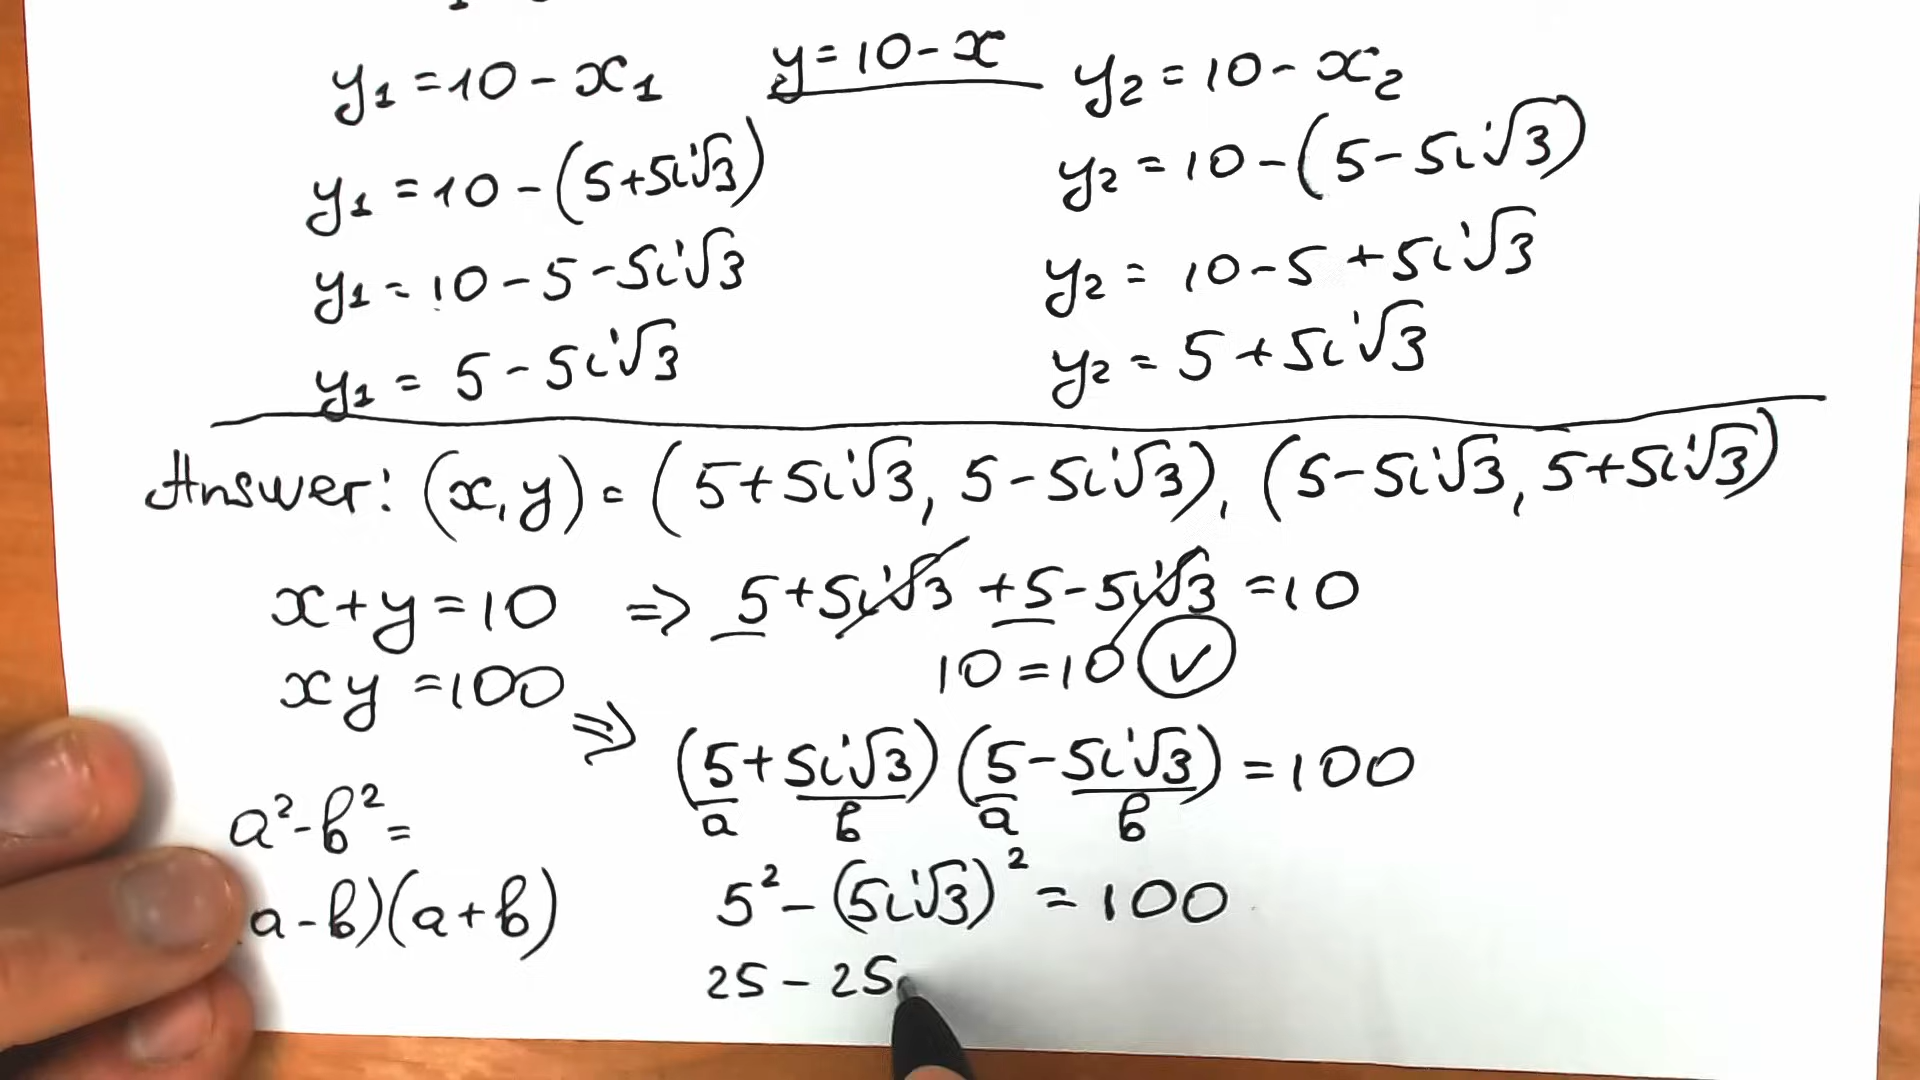 y₁ = 10 - x₁   y = 10 - x   y₂ = 10 - x₂
y₁ = 10 - (5+5i√3)   y₂ = 10 - (5 - 5i√3)
y₁ = 10 - 5 - 5i√3   y₂ = 10 - 5 + 5i√3
y₁ = 5 - 5i√3   y₂ = 5 + 5i√3
Answer: (x, y) = (5+5i√3, 5-5i√3), (5-5i√3, 5+5i√3)
x+y=10 => 5+5i√3 +5-5i√3 =10
10=10 ✓
xy =100 => (5+5i√3)(5-5i√3) =100
a b a b
a²-b²=
5² - (5i√3)² = 100
a-b)(a+b)
25 - 25